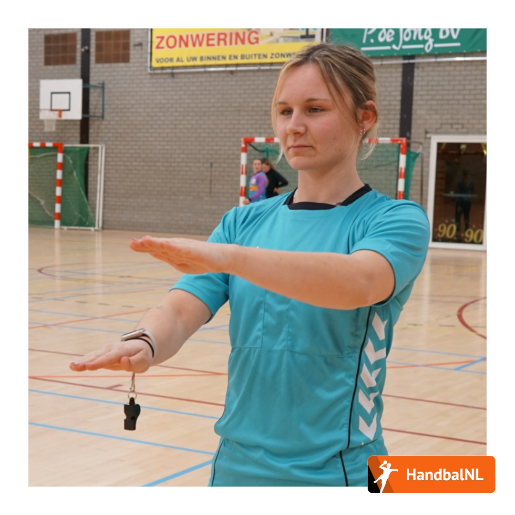 ZONWERING
VOOR AL UW BINNEN EN BUITEN ZONW
P. de Jong BV
90 90
HandbalNL